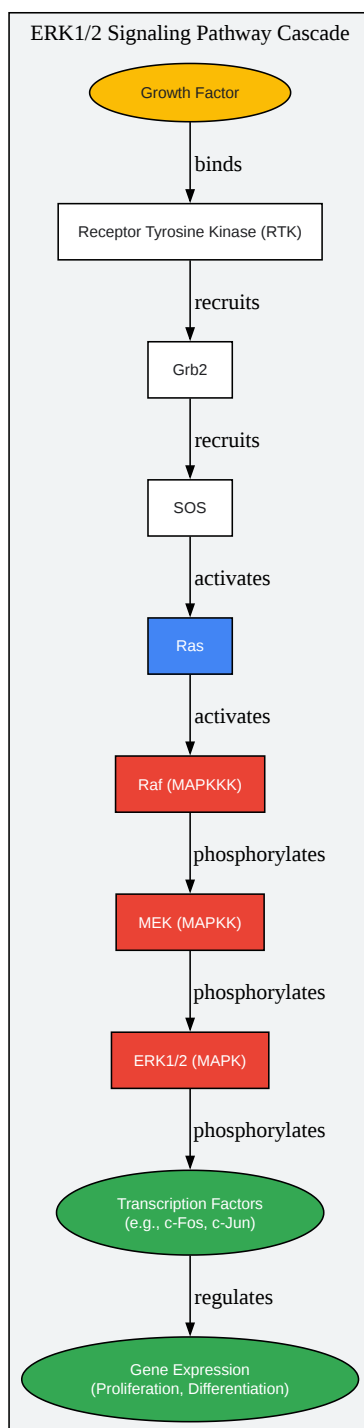 ERK1/2 Signaling Pathway Cascade
Growth Factor
binds
Receptor Tyrosine Kinase (RTK)
recruits
Grb2
recruits
SOS
activates
Ras
activates
Raf (MAPKKK)
phosphorylates
MEK (MAPKK)
phosphorylates
ERK1/2 (MAPK)
phosphorylates
Transcription Factors
(e.g., c-Fos, c-Jun)
regulates
Gene Expression
(Proliferation, Differentiation)